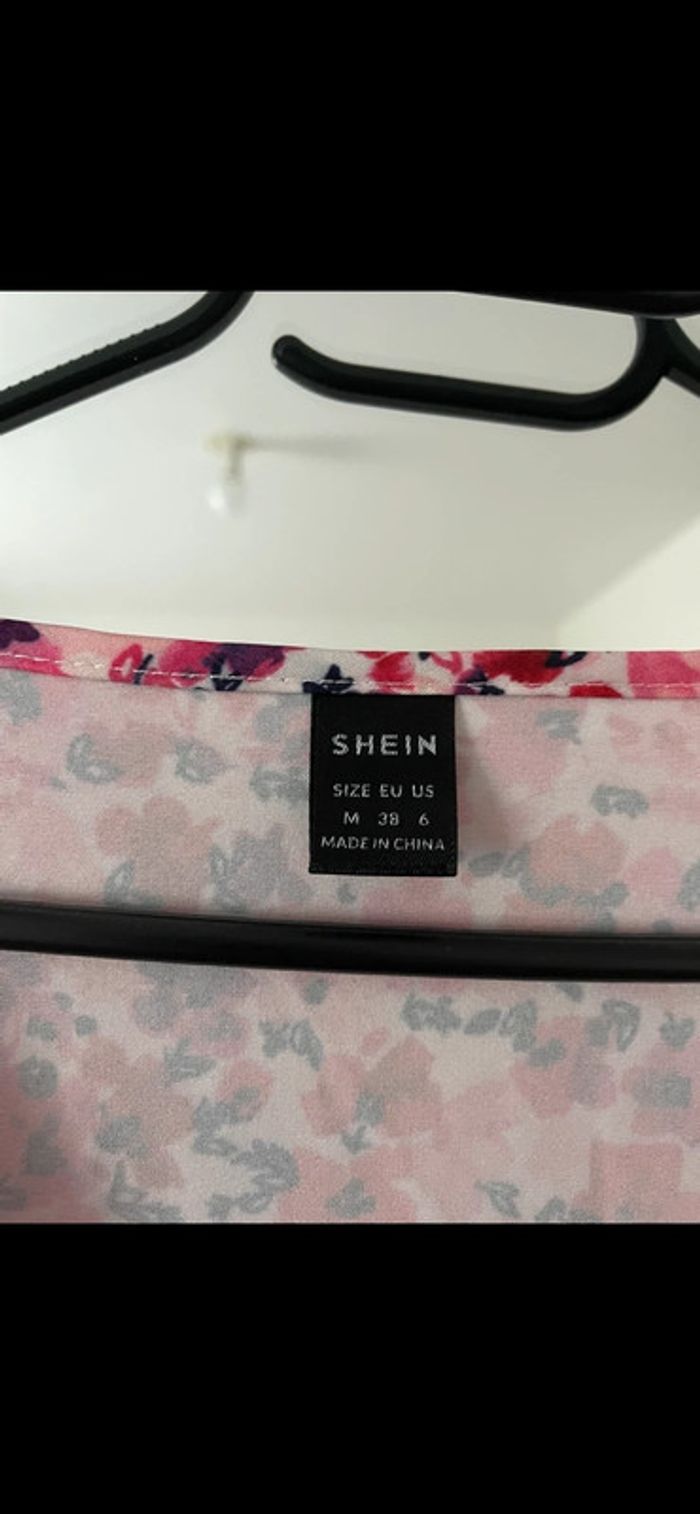 SHEIN
SIZE EU US
M 38 6
MADE IN CHINA